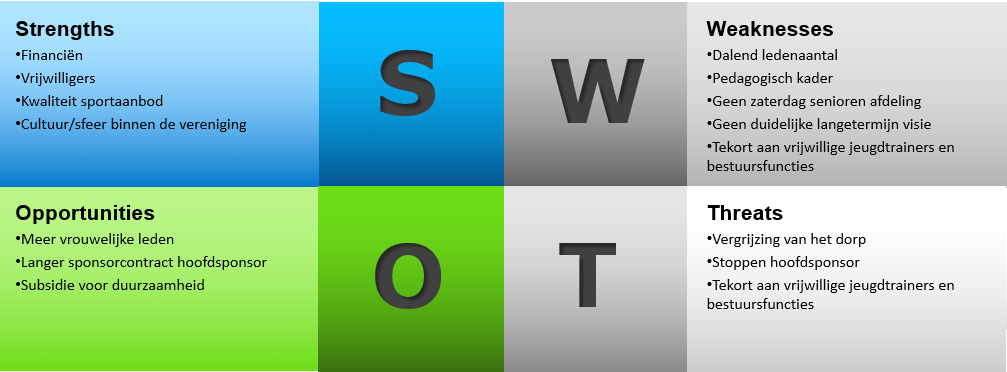 Strengths
•Financiën
•Vrijwilligers
•Kwaliteit sportaanbod
•Cultuur/sfeer binnen de vereniging
S
W
Weaknesses
•Dalend ledenaantal
•Pedagogisch kader
•Geen zaterdag senioren afdeling
•Geen duidelijke langetermijn visie
•Tekort aan vrijwillige jeugdtrainers en
bestuursfuncties
Opportunities
•Meer vrouwelijke leden
•Langer sponsorcontract hoofdsponsor
•Subsidie voor duurzaamheid
O
T
Threats
•Vergrijzing van het dorp
•Stoppen hoofdsponsor
•Tekort aan vrijwillige jeugdtrainers en
bestuursfuncties